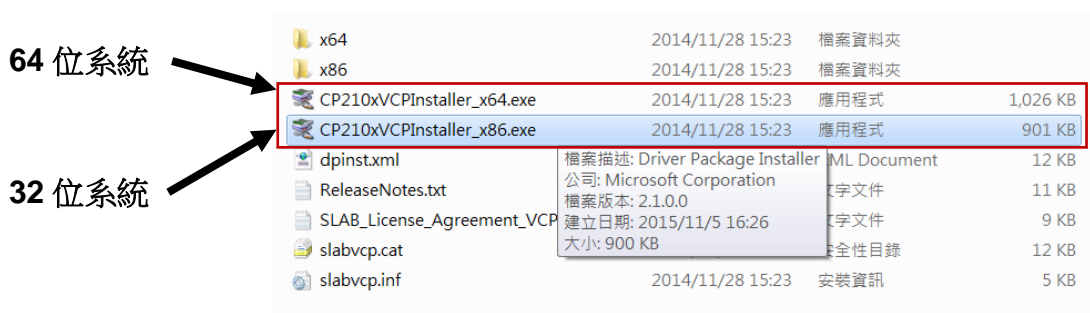 64 位系統
32 位系統
x64 2014/11/28 15:23 檔案資料夾
x86 2014/11/28 15:23 檔案資料夾
CP210xVCPInstaller_x64.exe 2014/11/28 15:23 應用程式 1,026 KB
CP210xVCPInstaller_x86.exe 2014/11/28 15:23 應用程式 901 KB
dpinst.xml ML Document 12 KB
ReleaseNotes.txt 文字文件 11 KB
SLAB_License_Agreement_VCP 文字文件 9 KB
slabvcp.cat 安全性目錄 12 KB
slabvcp.inf 2014/11/28 15:23 安裝資訊 5 KB
檔案描述: Driver Package Installer
公司: Microsoft Corporation
檔案版本: 2.1.0.0
建立日期: 2015/11/5 16:26
大小: 900 KB